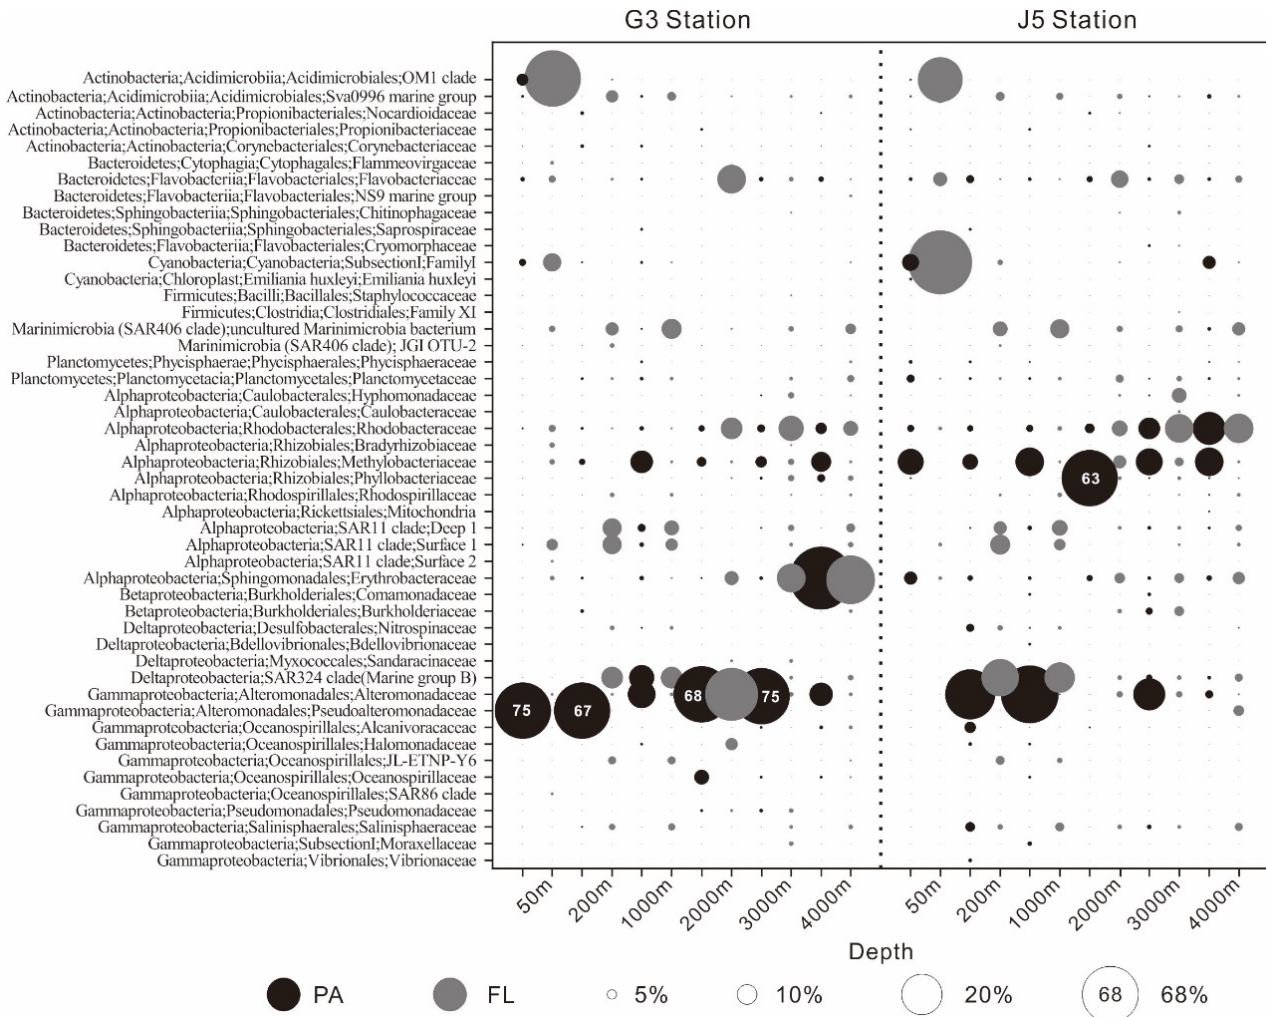 G3 Station J5 Station
Actinobacteria;Acidimicrobiia;Acidimicrobiales;OM1 clade
Actinobacteria;Acidimicrobiia;Acidimicrobiales;Sva0996 marine group
Actinobacteria;Actinobacteria;Propionibacteriales;Nocardioidaceae
Actinobacteria;Actinobacteria;Propionibacteriales;Propionibacteriaceae
Actinobacteria;Actinobacteria;Corynebacteriales;Corynebacteriaceae
Bacteroidetes;Cytophagia;Cytophagales;Flammeovirgaceae
Bacteroidetes;Flavobacteriia;Flavobacteriales;Flavobacteriaceae
Bacteroidetes;Flavobacteriia;Flavobacteriales;NS9 marine group
Bacteroidetes;Sphingobacteriia;Sphingobacteriales;Chitinophagaceae
Bacteroidetes;Sphingobacteriia;Sphingobacteriales;Saprospiraceae
Bacteroidetes;Flavobacteriia;Flavobacteriales;Cryomorphaceae
Cyanobacteria;Cyanobacteria;SubsectionI;FamilyI
Cyanobacteria;Chloroplast;Emiliania huxleyi;Emiliania huxleyi
Firmicutes;Bacilli;Bacillales;Staphylococcaceae
Firmicutes;Clostridia;Clostridiales;Family XI
Marinimicrobia (SAR406 clade);uncultured Marinimicrobia bacterium
Marinimicrobia (SAR406 clade); JGI OTU-2
Planctomycetes;Phycisphaerae;Phycisphaerales;Phycisphaeraceae
Planctomycetes;Planctomycetacia;Planctomycetales;Planctomycetaceae
Alphaproteobacteria;Caulobacterales;Hyphomonadaceae
Alphaproteobacteria;Caulobacterales;Caulobacteraceae
Alphaproteobacteria;Rhodobacterales;Rhodobacteraceae
Alphaproteobacteria;Rhizobiales;Bradyrhizobiaceae
Alphaproteobacteria;Rhizobiales;Methylobacteriaceae
Alphaproteobacteria;Rhizobiales;Phyllobacteriaceae 63
Alphaproteobacteria;Rhodospirillales;Rhodospirillaceae
Alphaproteobacteria;Rickettsiales;Mitochondria
Alphaproteobacteria;SAR11 clade;Deep 1
Alphaproteobacteria;SAR11 clade;Surface 1
Alphaproteobacteria;SAR11 clade;Surface 2
Alphaproteobacteria;Sphingomonadales;Erythrobacteraceae
Betaproteobacteria;Burkholderiales;Comamonadaceae
Betaproteobacteria;Burkholderiales;Burkholderiaceae
Deltaproteobacteria;Desulfobacterales;Nitrospinaceae
Deltaproteobacteria;Bdellovibrionales;Bdellovibrionaceae
Deltaproteobacteria;Myxococcales;Sandaracinaceae
Deltaproteobacteria;SAR324 clade(Marine group B)
Gammaproteobacteria;Alteromonadales;Alteromonadaceae 68 75
Gammaproteobacteria;Alteromonadales;Pseudoalteromonadaceae 75 67
Gammaproteobacteria;Oceanospirillales;Alcanivoracaceae
Gammaproteobacteria;Oceanospirillales;Halomonadaceae
Gammaproteobacteria;Oceanospirillales;JL-ETNP-Y6
Gammaproteobacteria;Oceanospirillales;Oceanospirillaceae
Gammaproteobacteria;Oceanospirillales;SAR86 clade
Gammaproteobacteria;Pseudomonadales;Pseudomonadaceae
Gammaproteobacteria;Salinisphaerales;Salinisphaeraceae
Gammaproteobacteria;SubsectionI;Moraxellaceae
Gammaproteobacteria;Vibrionales;Vibrionaceae
50m 200m 1000m 2000m 3000m 4000m 50m 200m 1000m 2000m 3000m 4000m
Depth
PA FL 5% 10% 20% 68 68%